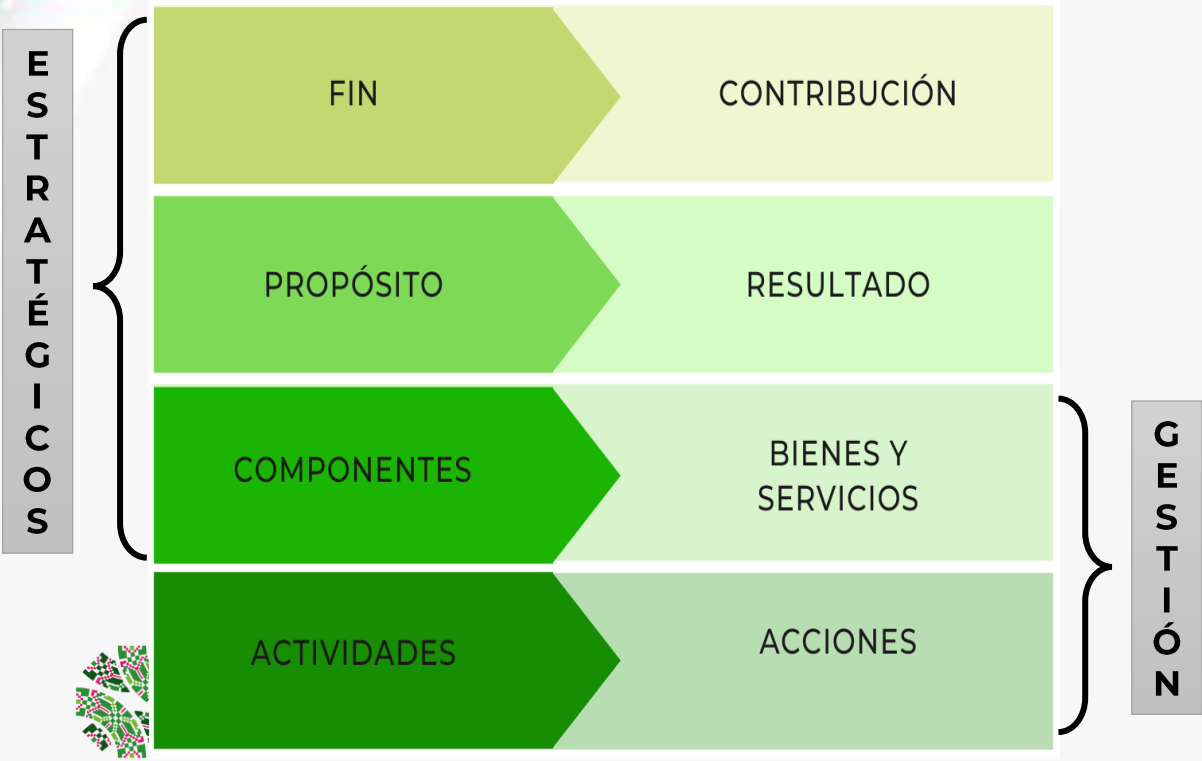 ESTRATÉGICOS
FIN
CONTRIBUCIÓN
PROPÓSITO
RESULTADO
COMPONENTES
BIENES Y
SERVICIOS
ACTIVIDADES
ACCIONES
GESTIÓN